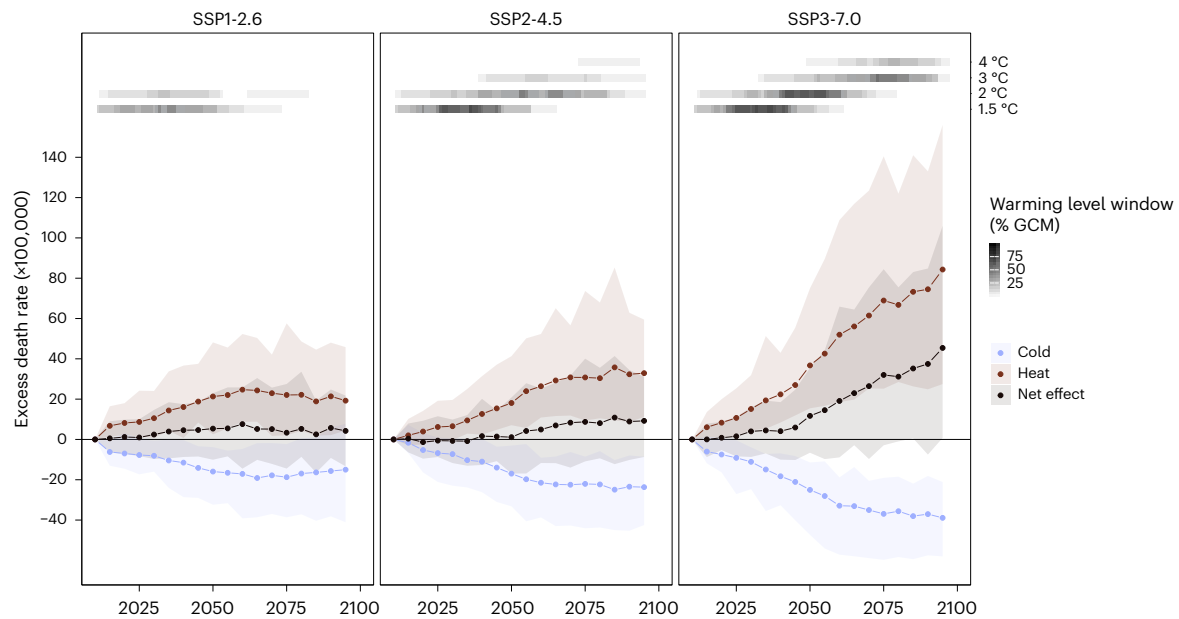 SSP1-2.6
SSP2-4.5
SSP3-7.0
4 °C
3 °C
2 °C
1.5 °C
Excess death rate (×100,000)
140
120
100
80
60
40
20
0
−20
−40
2025 2050 2075 2100
2025 2050 2075 2100
2025 2050 2075 2100
Warming level window
(% GCM)
75
50
25
Cold
Heat
Net effect